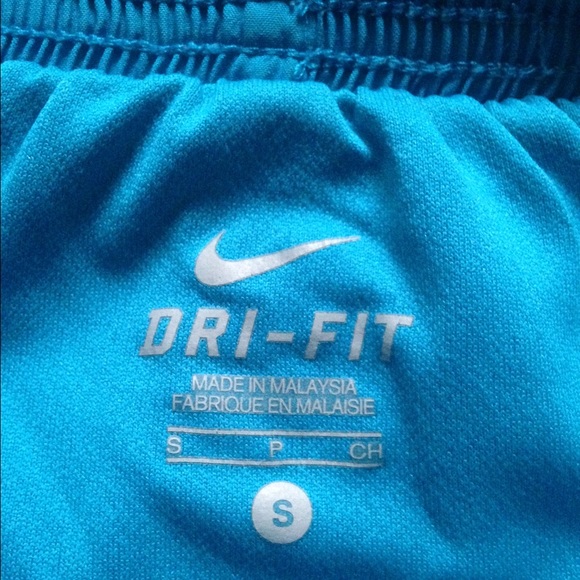 DRI-FIT
MADE IN MALAYSIA
FABRIQUE EN MALAISIE
S P CH
S